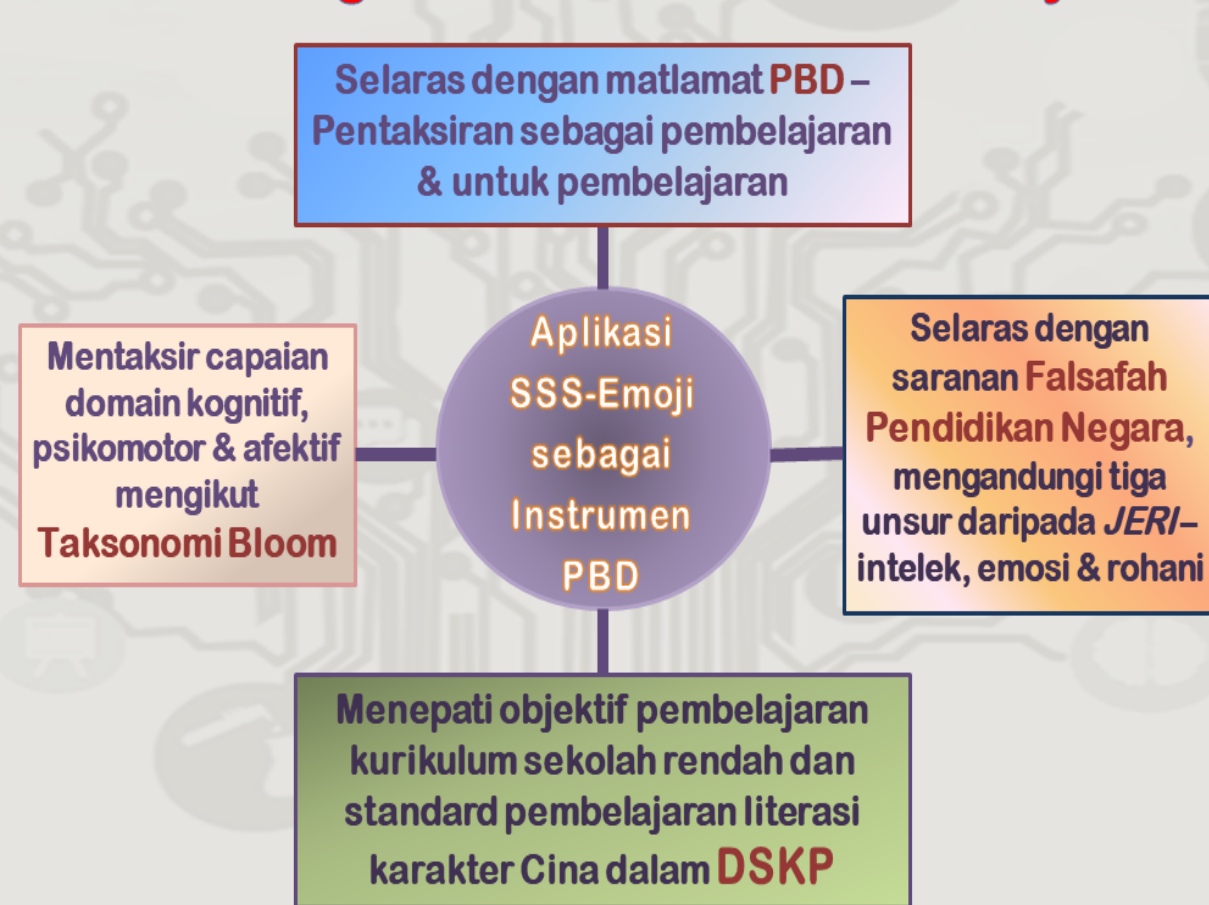 Selaras dengan matlamat PBD –
Pentaksiran sebagai pembelajaran
& untuk pembelajaran
Mentaksir capaian
domain kognitif,
psikomotor & afektif
mengikut
Taksonomi Bloom
Aplikasi
SSS-Emoji
sebagai
Instrumen
PBD
Selaras dengan
saranan Falsafah
Pendidikan Negara,
mengandungi tiga
unsur daripada JERI –
intelek, emosi & rohani
Menepati objektif pembelajaran
kurikulum sekolah rendah dan
standard pembelajaran literasi
karakter Cina dalam DSKP